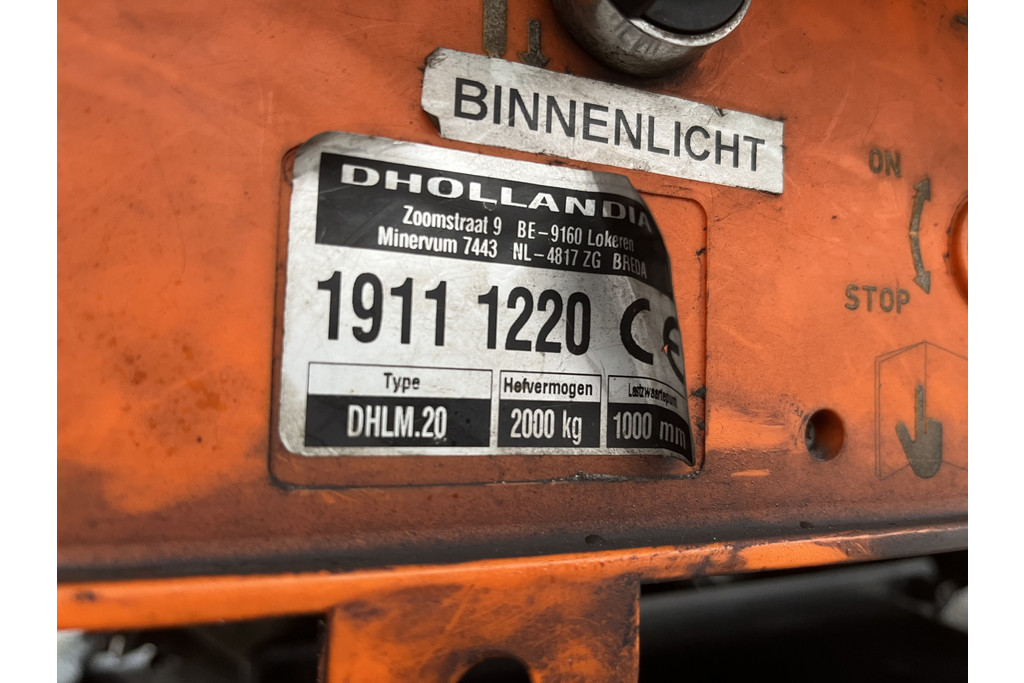 BINNENLICHT
DHOLLANDIA
Zoomstraat 9 BE-9160 Lokeren
Minervum 7443 NL-4817 ZG BREDA
1911 1220 CE
Type Hefvermogen Lastzwaartepunt
DHLM.20 2000 kg 1000 mm
ON
STOP